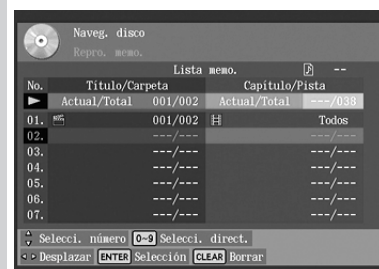 Naveg. disco
Repro. memo.
Lista memo. --
No. Título/Carpeta Capítulo/Pista
Actual/Total 001/002 Actual/Total ---/038
01. 001/002 Todos
02. ---/--- ---/---
03. ---/--- ---/---
04. ---/--- ---/---
05. ---/--- ---/---
06. ---/--- ---/---
07. ---/--- ---/---
Selecci. número 0~9 Selecci. direct.
Desplazar ENTER Selección CLEAR Borrar